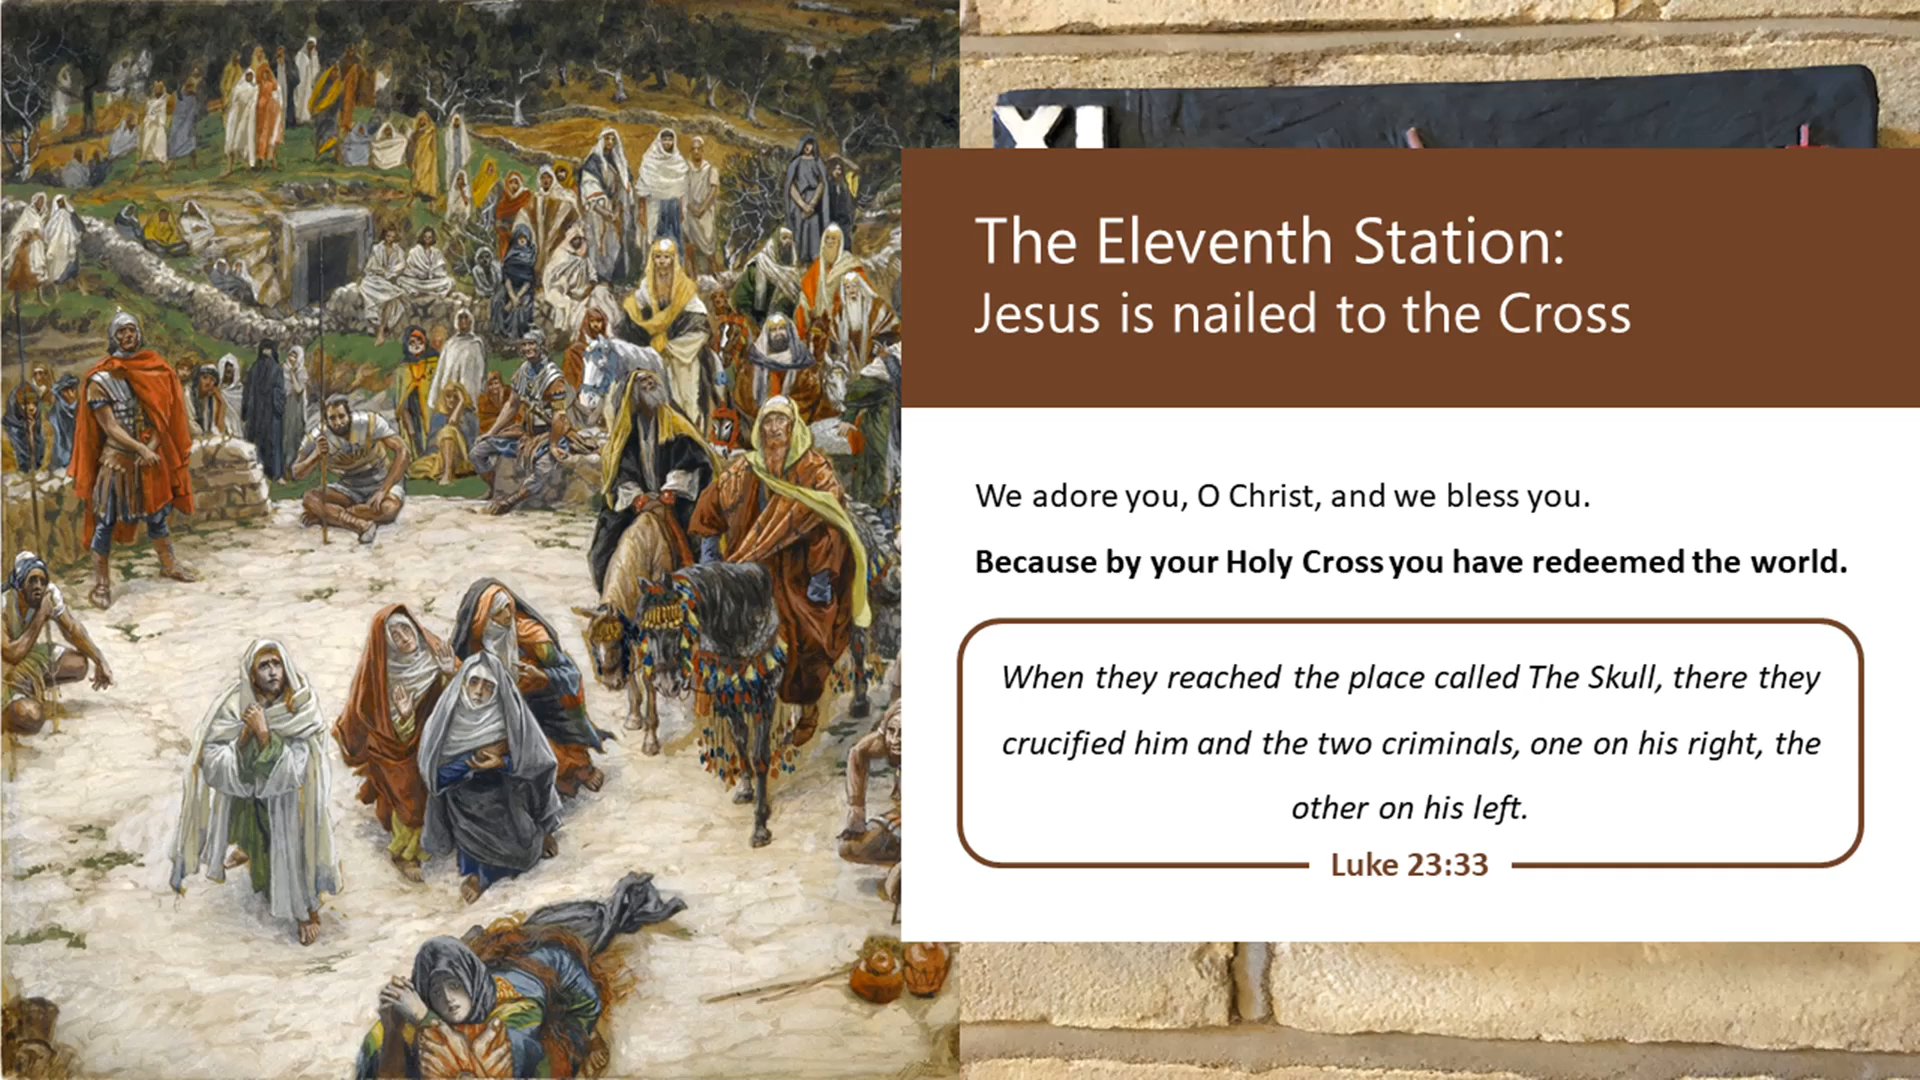 XI
The Eleventh Station:
Jesus is nailed to the Cross
We adore you, O Christ, and we bless you.
Because by your Holy Cross you have redeemed the world.
When they reached the place called The Skull, there they
crucified him and the two criminals, one on his right, the
other on his left.
Luke 23:33